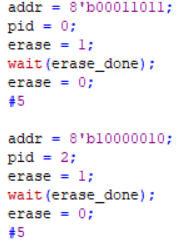 addr = 8'b00011011;
pid = 0;
erase = 1;
wait(erase_done);
erase = 0;
#5
addr = 8'b10000010;
pid = 2;
erase = 1;
wait(erase_done);
erase = 0;
#5